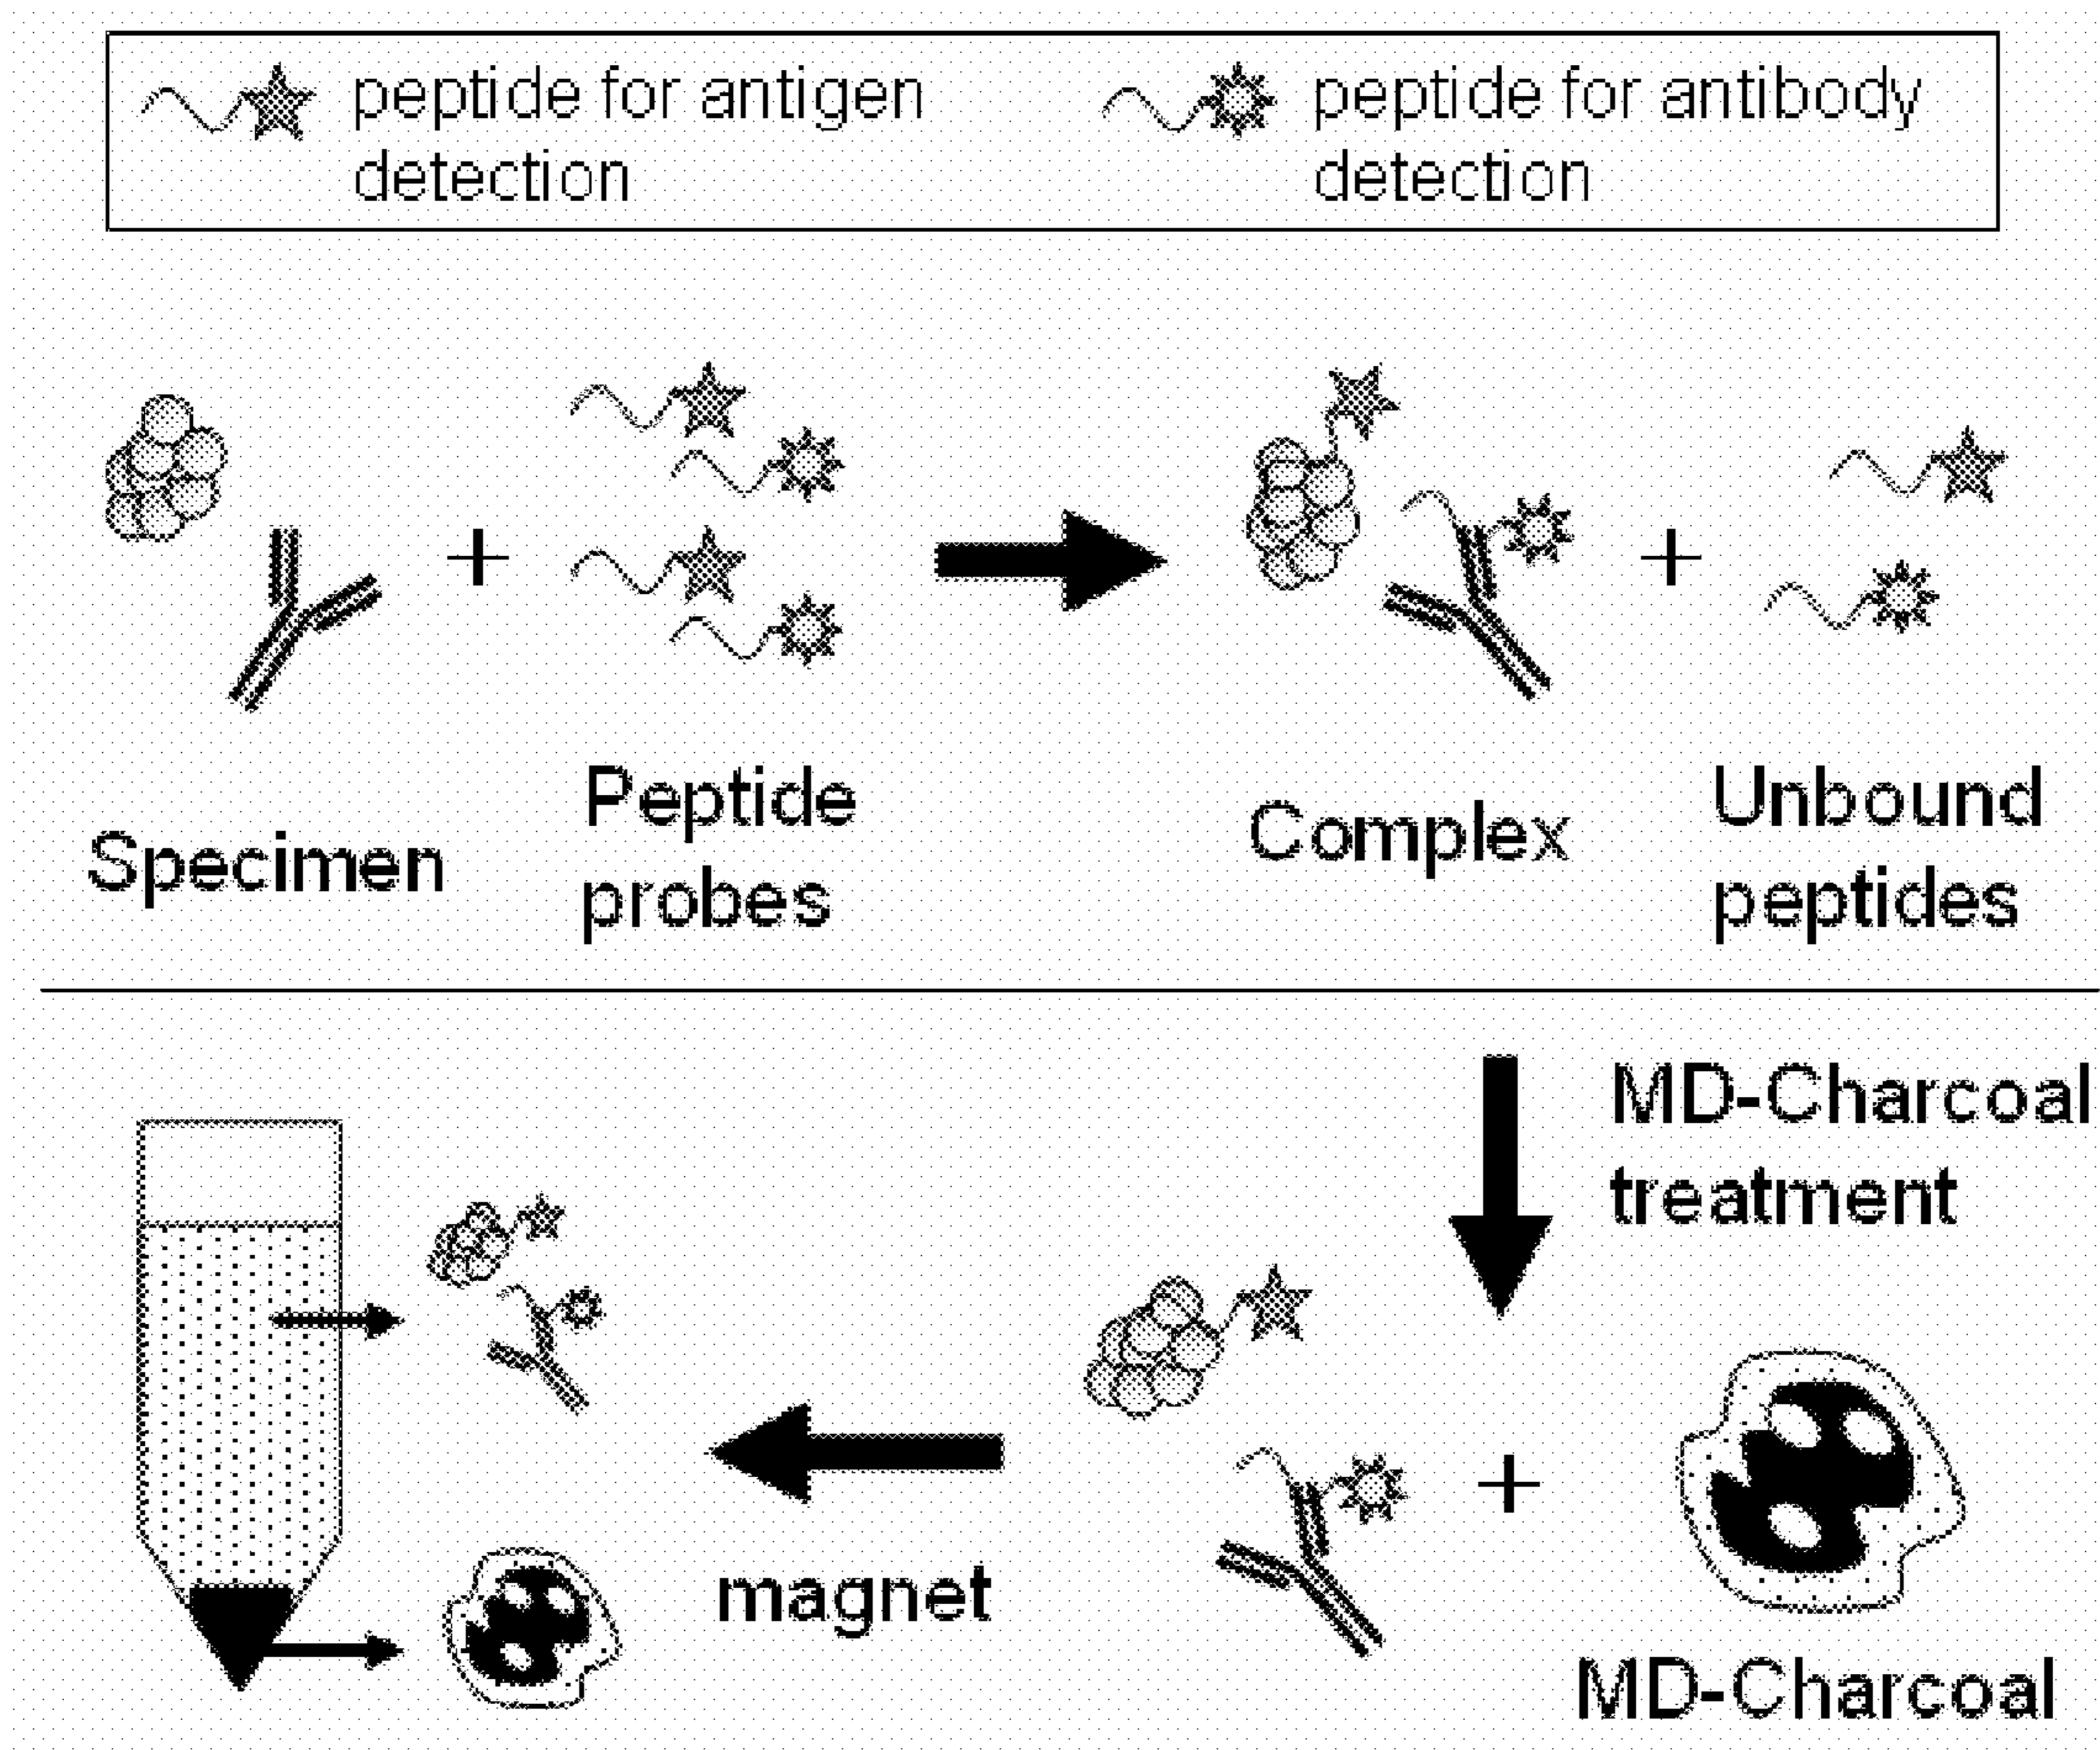 peptide for antigen
detection
peptide for antibody
detection
+
+
Specimen
Peptide
probes
Complex
Unbound
peptides
MD-Charcoal
treatment
+
magnet
MD-Charcoal